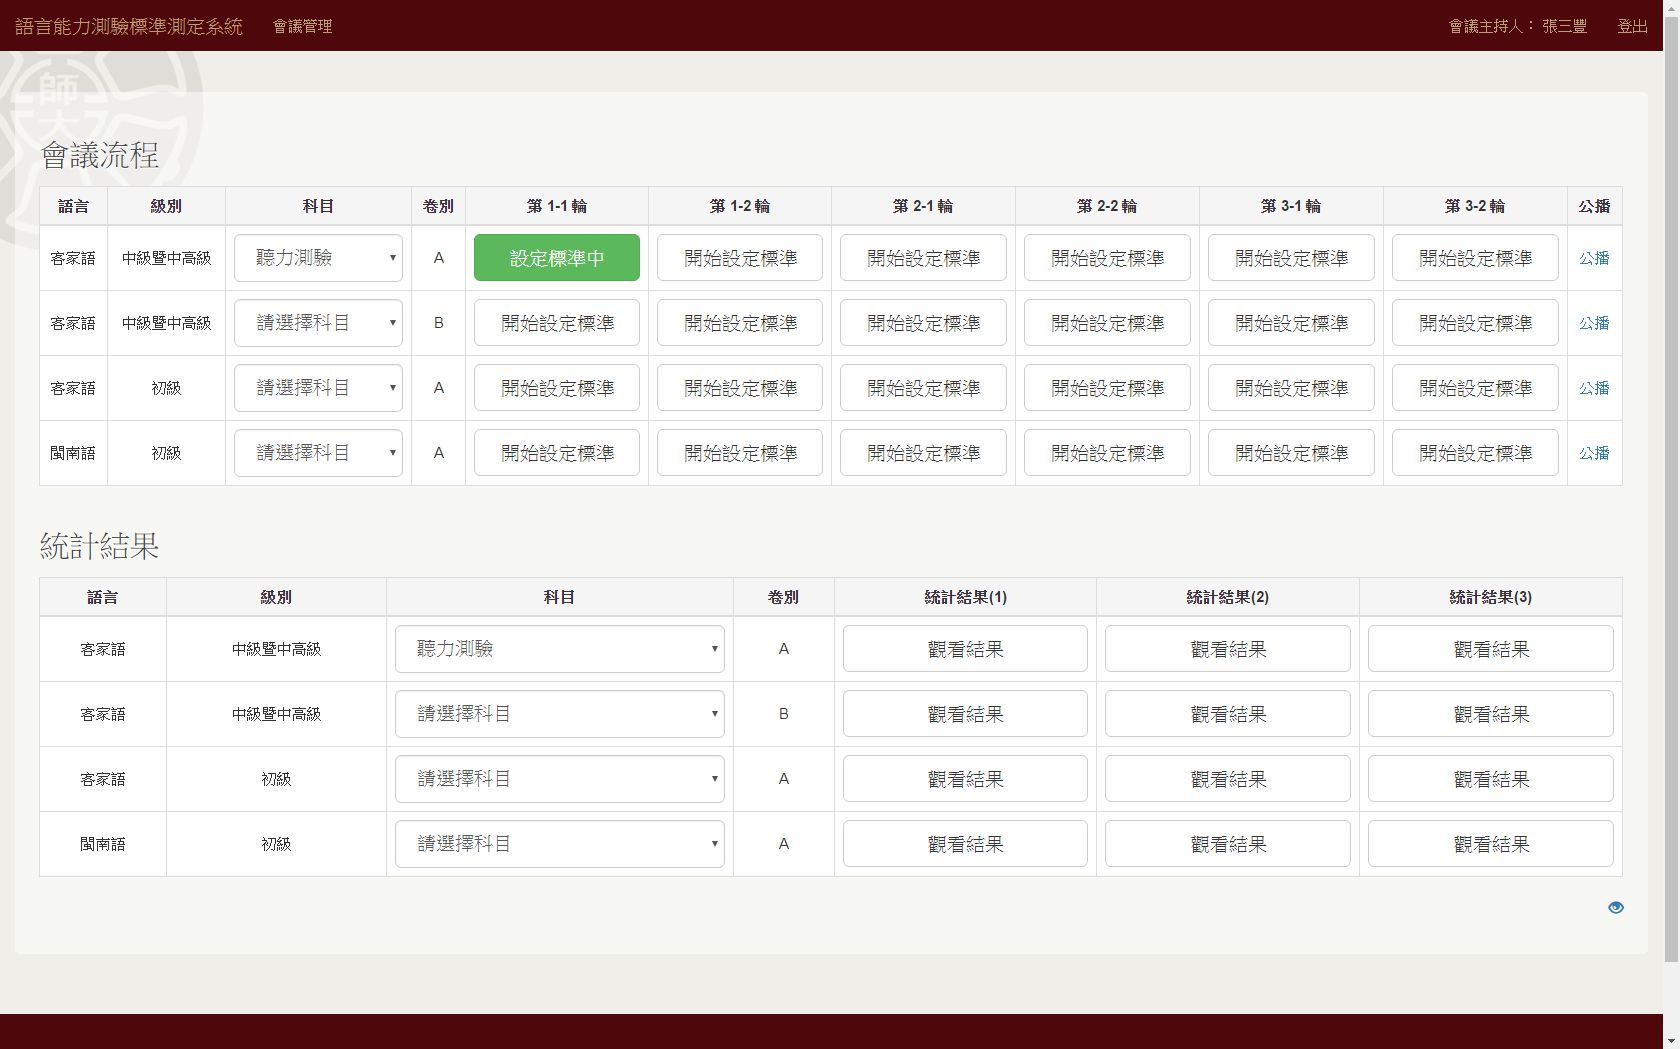 語言能力測驗標準測定系統 會議管理 會議主持人： 張三豐 登出
師大
會議流程
語言 級別 科目 卷別 第 1-1 輪 第 1-2 輪 第 2-1 輪 第 2-2 輪 第 3-1 輪 第 3-2 輪 公播
客家語 中級暨中高級 聽力測驗 A 設定標準中 開始設定標準 開始設定標準 開始設定標準 開始設定標準 開始設定標準 公播
客家語 中級暨中高級 請選擇科目 B 開始設定標準 開始設定標準 開始設定標準 開始設定標準 開始設定標準 開始設定標準 公播
客家語 初級 請選擇科目 A 開始設定標準 開始設定標準 開始設定標準 開始設定標準 開始設定標準 開始設定標準 公播
閩南語 初級 請選擇科目 A 開始設定標準 開始設定標準 開始設定標準 開始設定標準 開始設定標準 開始設定標準 公播
統計結果
語言 級別 科目 卷別 統計結果(1) 統計結果(2) 統計結果(3)
客家語 中級暨中高級 聽力測驗 A 觀看結果 觀看結果 觀看結果
客家語 中級暨中高級 請選擇科目 B 觀看結果 觀看結果 觀看結果
客家語 初級 請選擇科目 A 觀看結果 觀看結果 觀看結果
閩南語 初級 請選擇科目 A 觀看結果 觀看結果 觀看結果